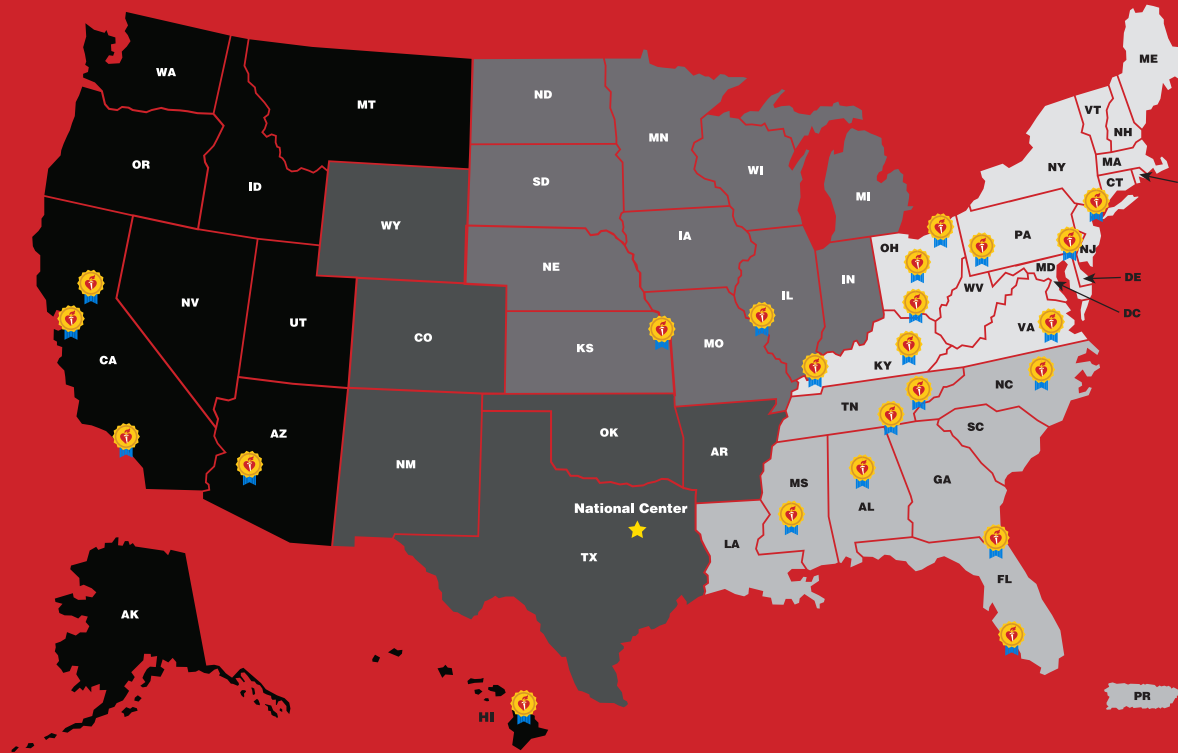 WA
MT
ND
MN
ME
VT
NH
OR
ID
SD
WI
MI
NY
MA
CT
WY
IA
PA
NV
UT
NE
IL
IN
OH
NJ
MD
DE
WV
DC
CA
CO
KS
MO
KY
VA
AZ
NM
OK
AR
TN
NC
SC
MS
AL
GA
National Center
TX
LA
FL
AK
HI
PR